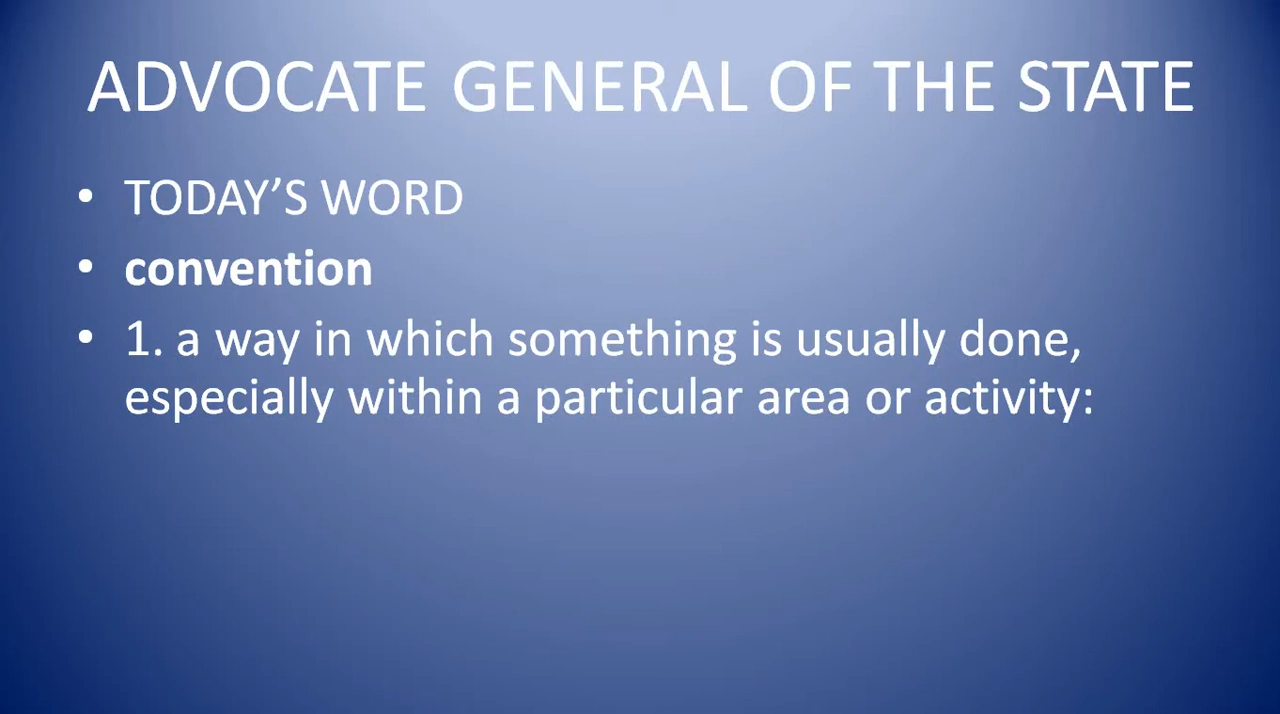 ADVOCATE GENERAL OF THE STATE
• TODAY’S WORD
• convention
• 1. a way in which something is usually done,
especially within a particular area or activity: